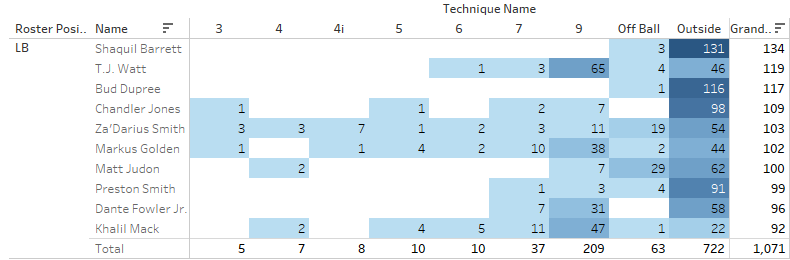 Technique Name
Roster Posi.. Name 3 4 4i 5 6 7 9 Off Ball Outside Grand..
LB Shaquil Barrett 3 131 134
T.J. Watt 1 3 65 4 46 119
Bud Dupree 1 116 117
Chandler Jones 1 1 2 7 98 109
Za'Darius Smith 3 3 7 1 2 3 11 19 54 103
Markus Golden 1 1 4 2 10 38 2 44 102
Matt Judon 2 7 29 62 100
Preston Smith 1 3 4 91 99
Dante Fowler Jr. 7 31 58 96
Khalil Mack 2 4 5 11 47 1 22 92
Total 5 7 8 10 10 37 209 63 722 1,071